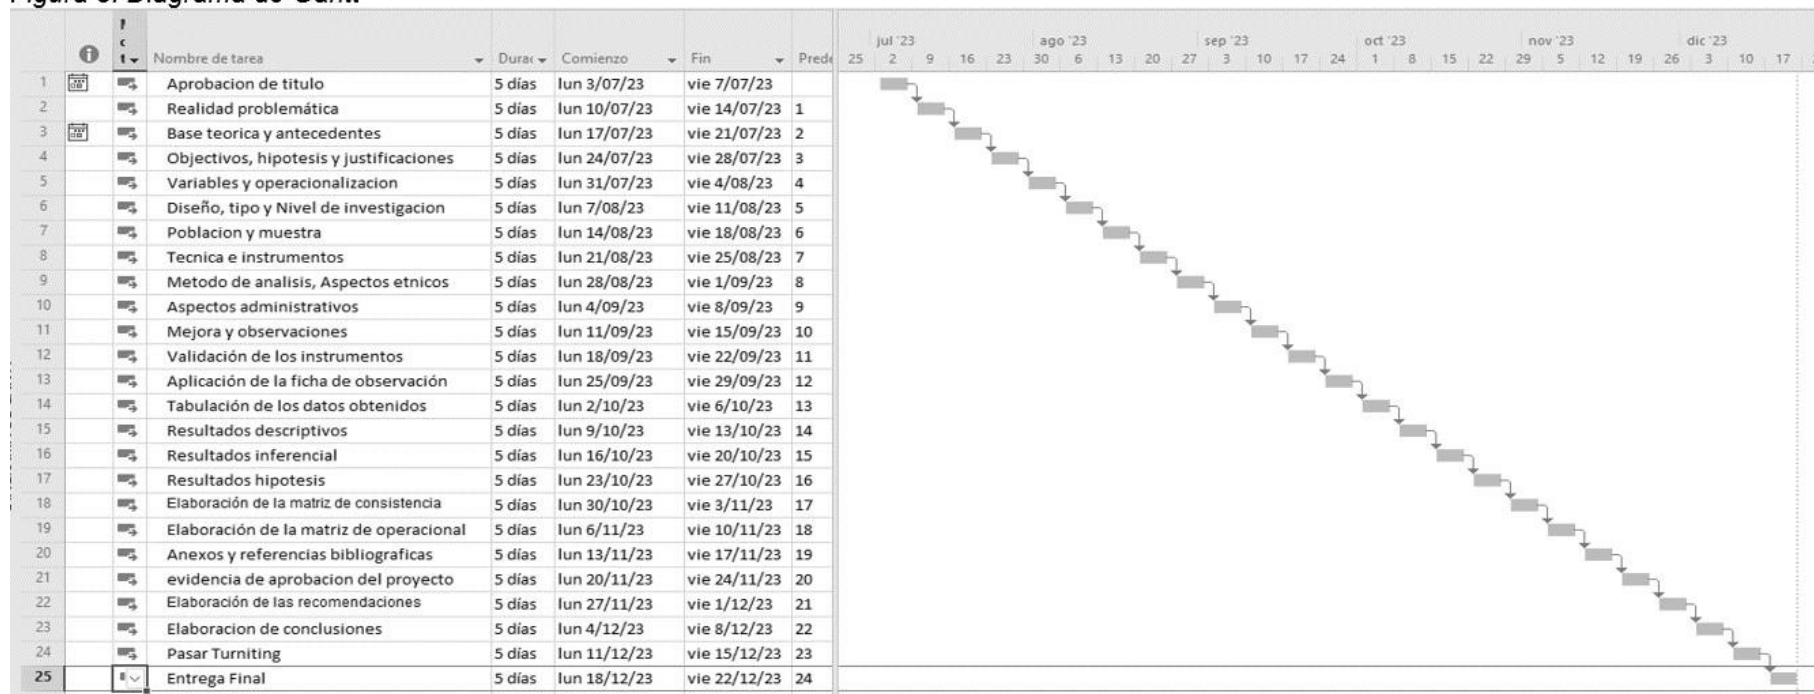 Figura 3. Diagrama de Gantt
jul '23 ago '23 sep '23 oct '23 nov '23 dic '23
Nombre de tarea Durac Comienzo Fin Prede 25 2 9 16 23 30 6 13 20 27 3 10 17 24 1 8 15 22 29 5 12 19 26 3 10 17
1 Aprobacion de titulo 5 días lun 3/07/23 vie 7/07/23
2 Realidad problemática 5 días lun 10/07/23 vie 14/07/23 1
3 Base teorica y antecedentes 5 días lun 17/07/23 vie 21/07/23 2
4 Objectivos, hipotesis y justificaciones 5 días lun 24/07/23 vie 28/07/23 3
5 Variables y operacionalizacion 5 días lun 31/07/23 vie 4/08/23 4
6 Diseño, tipo y Nivel de investigacion 5 días lun 7/08/23 vie 11/08/23 5
7 Poblacion y muestra 5 días lun 14/08/23 vie 18/08/23 6
8 Tecnica e instrumentos 5 días lun 21/08/23 vie 25/08/23 7
9 Metodo de analisis, Aspectos etnicos 5 días lun 28/08/23 vie 1/09/23 8
10 Aspectos administrativos 5 días lun 4/09/23 vie 8/09/23 9
11 Mejora y observaciones 5 días lun 11/09/23 vie 15/09/23 10
12 Validación de los instrumentos 5 días lun 18/09/23 vie 22/09/23 11
13 Aplicación de la ficha de observación 5 días lun 25/09/23 vie 29/09/23 12
14 Tabulación de los datos obtenidos 5 días lun 2/10/23 vie 6/10/23 13
15 Resultados descriptivos 5 días lun 9/10/23 vie 13/10/23 14
16 Resultados inferencial 5 días lun 16/10/23 vie 20/10/23 15
17 Resultados hipotesis 5 días lun 23/10/23 vie 27/10/23 16
18 Elaboración de la matriz de consistencia 5 días lun 30/10/23 vie 3/11/23 17
19 Elaboración de la matriz de operacional 5 días lun 6/11/23 vie 10/11/23 18
20 Anexos y referencias bibliograficas 5 días lun 13/11/23 vie 17/11/23 19
21 evidencia de aprobacion del proyecto 5 días lun 20/11/23 vie 24/11/23 20
22 Elaboración de las recomendaciones 5 días lun 27/11/23 vie 1/12/23 21
23 Elaboracion de conclusiones 5 días lun 4/12/23 vie 8/12/23 22
24 Pasar Turniting 5 días lun 11/12/23 vie 15/12/23 23
25 Entrega Final 5 días lun 18/12/23 vie 22/12/23 24